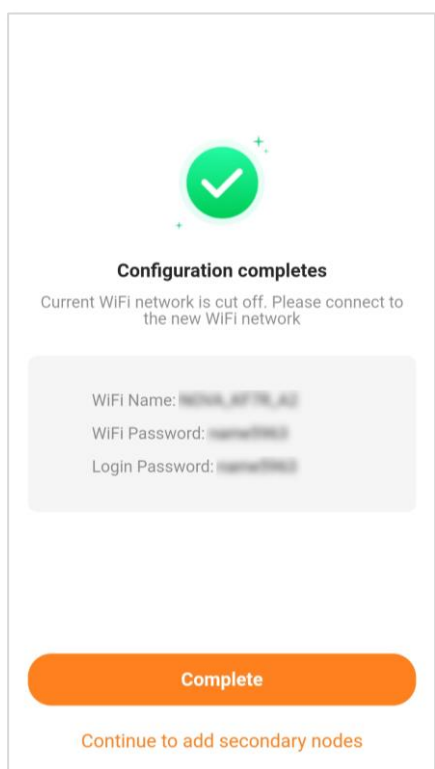 Configuration completes
Current WiFi network is cut off. Please connect to
the new WiFi network
WiFi Name:
WiFi Password:
Login Password:
Complete
Continue to add secondary nodes